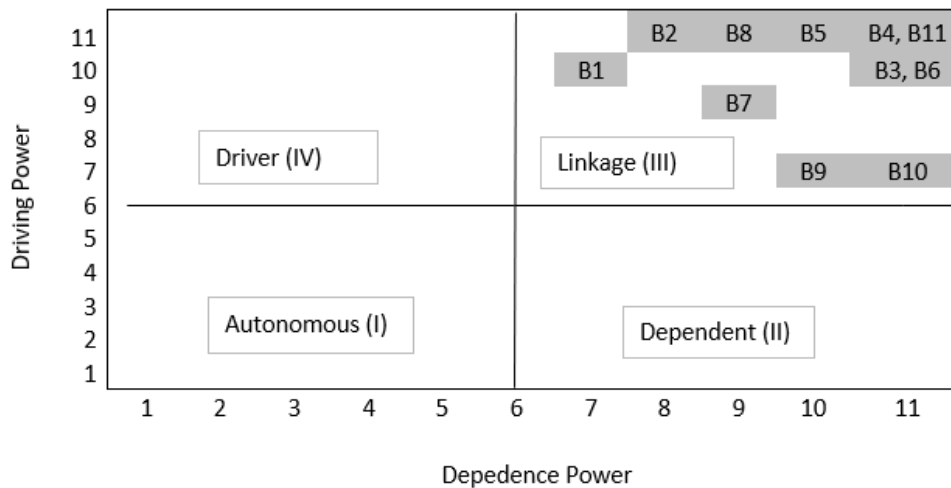 11 B2 B8 B5 B4, B11
10 B1 B3, B6
9 B7
8
Driver (IV) Linkage (III)
7 B9 B10
6
5
4
3
Autonomous (I) Dependent (II)
2
1
1 2 3 4 5 6 7 8 9 10 11
Driving Power
Depedence Power